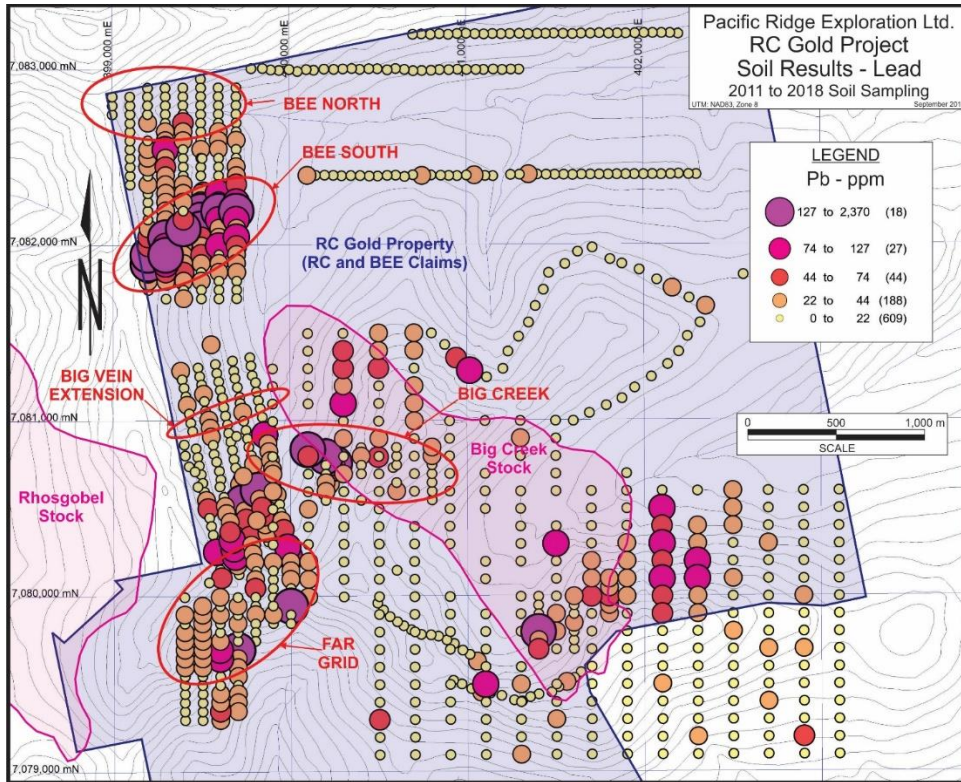 Pacific Ridge Exploration Ltd.
RC Gold Project
Soil Results - Lead
2011 to 2018 Soil Sampling
UTM: NAD83, Zone 8
402,000 mE
7,083,000 mN
BEE NORTH
BEE SOUTH
LEGEND
Pb - ppm
127 to 2,370 (18)
74 to 127 (27)
44 to 74 (44)
22 to 44 (188)
0 to 22 (609)
7,082,000 mN
N
RC Gold Property
(RC and BEE Claims)
BIG VEIN
EXTENSION
BIG CREEK
7,081,000 mN
0 500 1,000 m
SCALE
Big Creek
Stock
Rhosgobel
Stock
7,080,000 mN
FAR
GRID
7,079,000 mN